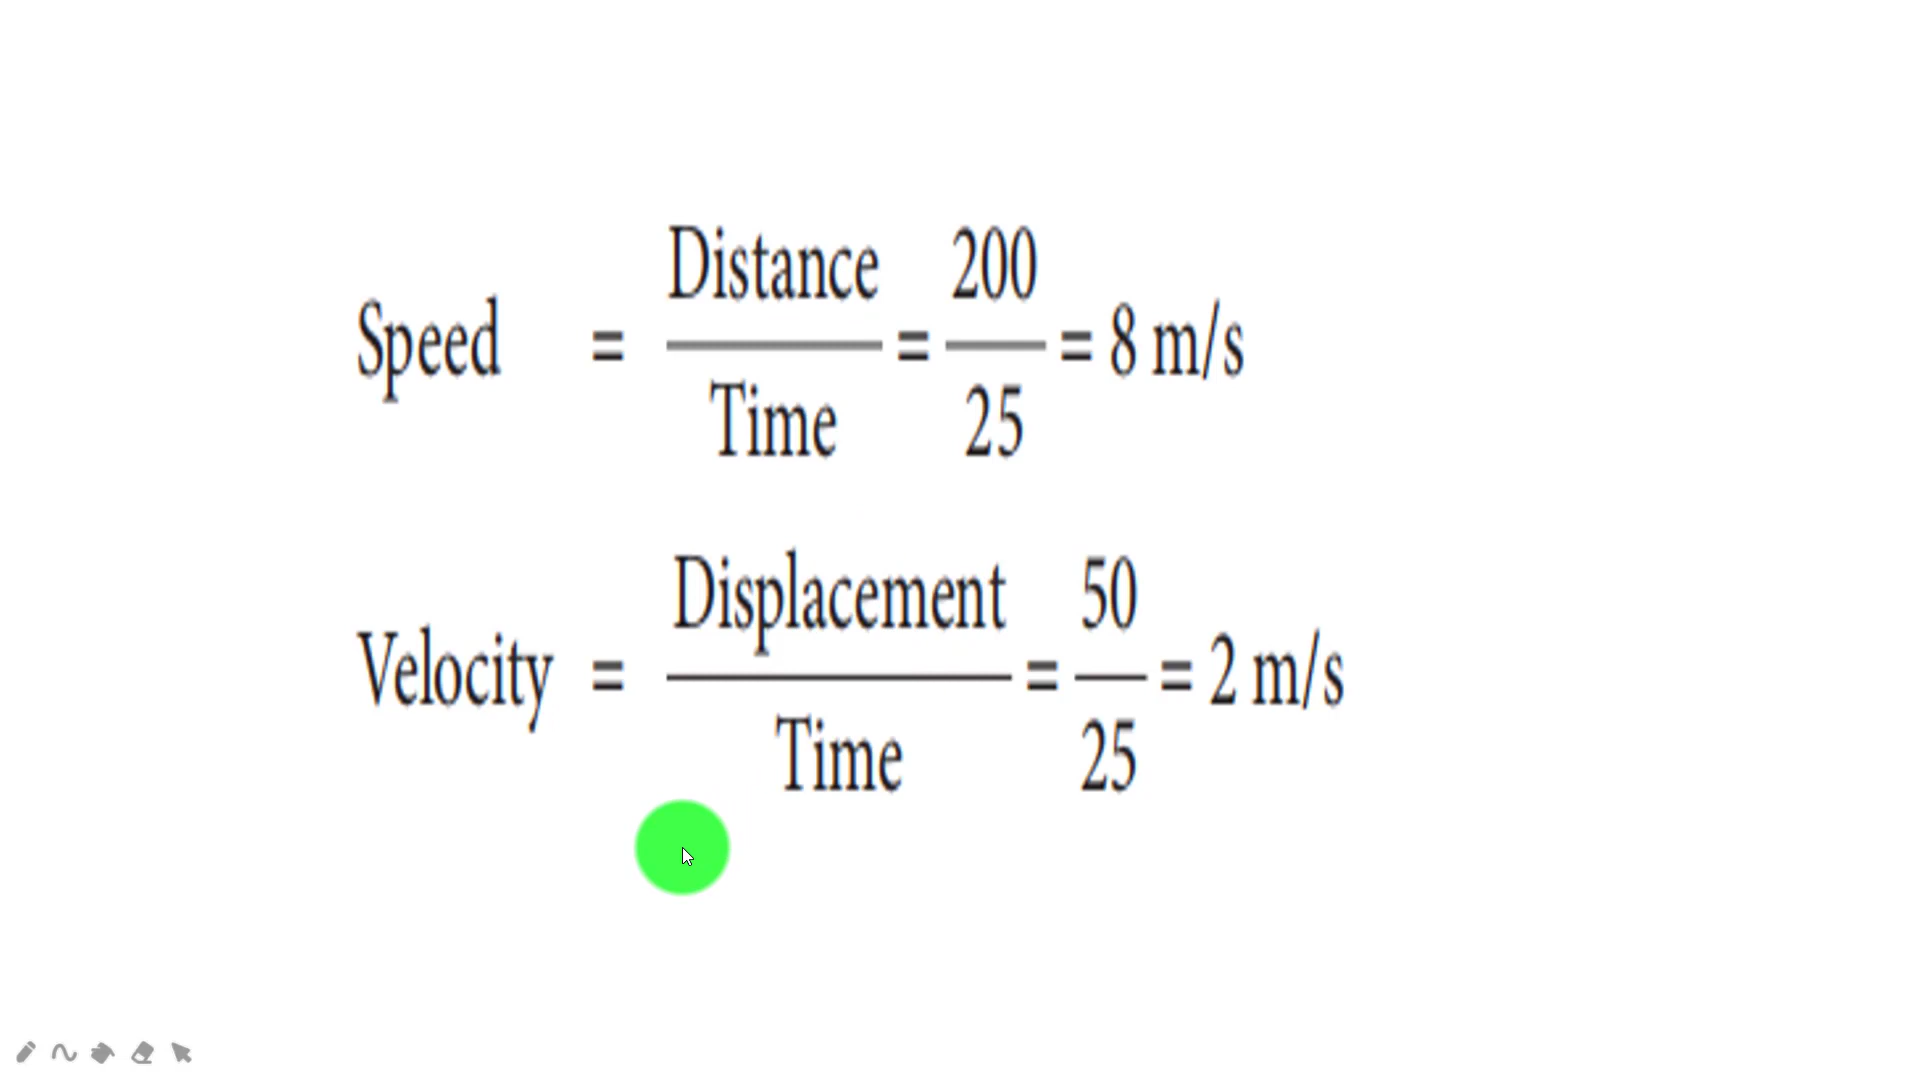 Speed = Distance / Time = 200 / 25 = 8 m/s
Velocity = Displacement / Time = 50 / 25 = 2 m/s